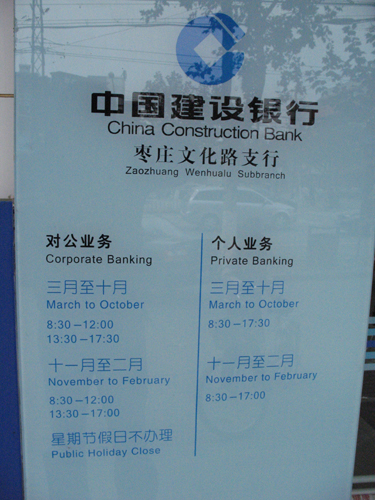 中国建设银行
China Construction Bank
枣庄文化路支行
Zaozhuang Wenhualu Subbranch
对公业务
Corporate Banking
三月至十月
March to October
8:30－12:00
13:30－17:30
十一月至二月
November to February
8:30－12:00
13:30－17:00
星期节假日不办理
Public Holiday Close
个人业务
Private Banking
三月至十月
March to October
8:30－17:30
十一月至二月
November to February
8:30－17:00